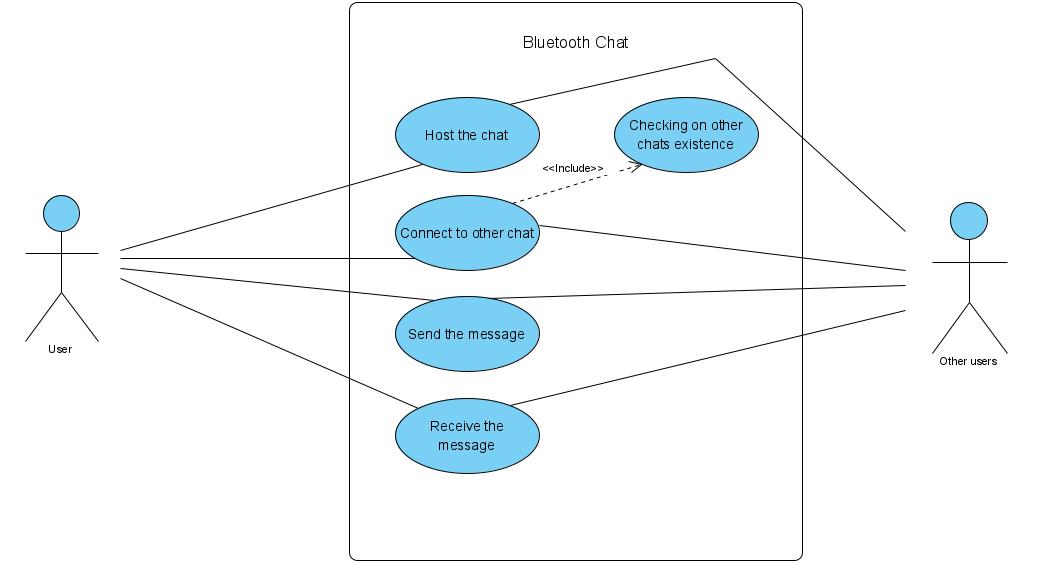 Bluetooth Chat
Host the chat
Checking on other
chats existence
<<Include>>
Connect to other chat
Send the message
User
Other users
Receive the
message